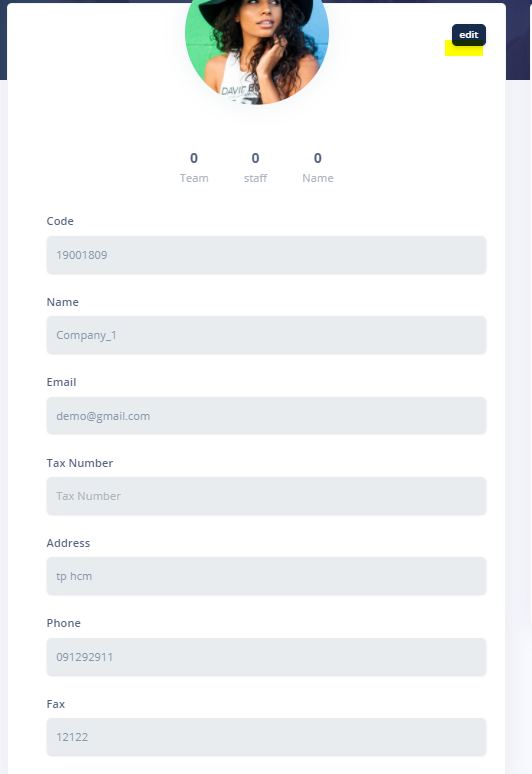 DAVID B
edit
0 0 0
Team staff Name
Code
19001809
Name
Company_1
Email
demo@gmail.com
Tax Number
Tax Number
Address
tp hcm
Phone
091292911
Fax
12122